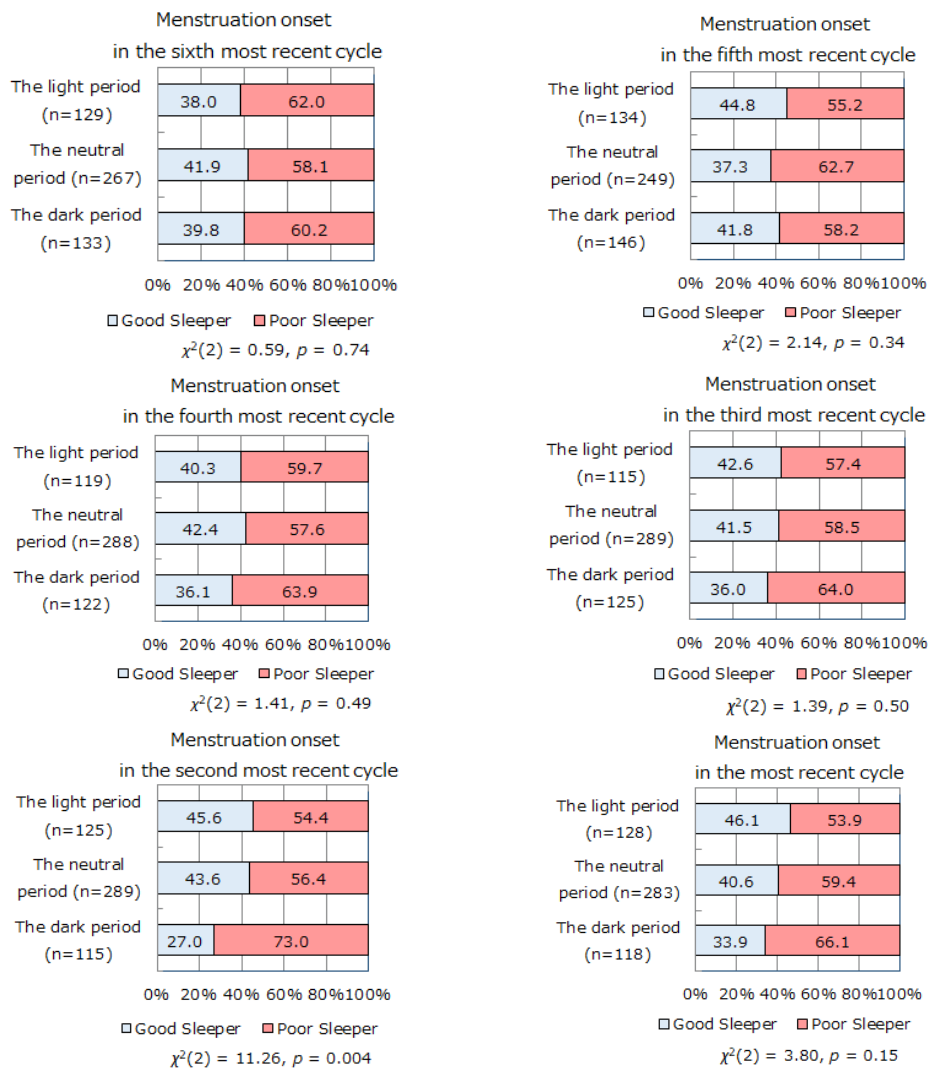 Menstruation onset
in the sixth most recent cycle
The light period
(n=129)
38.0 62.0
The neutral
period (n=267)
41.9 58.1
The dark period
(n=133)
39.8 60.2
0% 20% 40% 60% 80%100%
Good Sleeper Poor Sleeper
χ²(2) = 0.59, p = 0.74
Menstruation onset
in the fifth most recent cycle
The light period
(n=134)
44.8 55.2
The neutral
period (n=249)
37.3 62.7
The dark period
(n=146)
41.8 58.2
0% 20% 40% 60% 80%100%
Good Sleeper Poor Sleeper
χ²(2) = 2.14, p = 0.34
Menstruation onset
in the fourth most recent cycle
The light period
(n=119)
40.3 59.7
The neutral
period (n=288)
42.4 57.6
The dark period
(n=122)
36.1 63.9
0% 20% 40% 60% 80%100%
Good Sleeper Poor Sleeper
χ²(2) = 1.41, p = 0.49
Menstruation onset
in the third most recent cycle
The light period
(n=115)
42.6 57.4
The neutral
period (n=289)
41.5 58.5
The dark period
(n=125)
36.0 64.0
0% 20% 40% 60% 80%100%
Good Sleeper Poor Sleeper
χ²(2) = 1.39, p = 0.50
Menstruation onset
in the second most recent cycle
The light period
(n=125)
45.6 54.4
The neutral
period (n=289)
43.6 56.4
The dark period
(n=115)
27.0 73.0
0% 20% 40% 60% 80%100%
Good Sleeper Poor Sleeper
χ²(2) = 11.26, p = 0.004
Menstruation onset
in the most recent cycle
The light period
(n=128)
46.1 53.9
The neutral
period (n=283)
40.6 59.4
The dark period
(n=118)
33.9 66.1
0% 20% 40% 60% 80%100%
Good Sleeper Poor Sleeper
χ²(2) = 3.80, p = 0.15